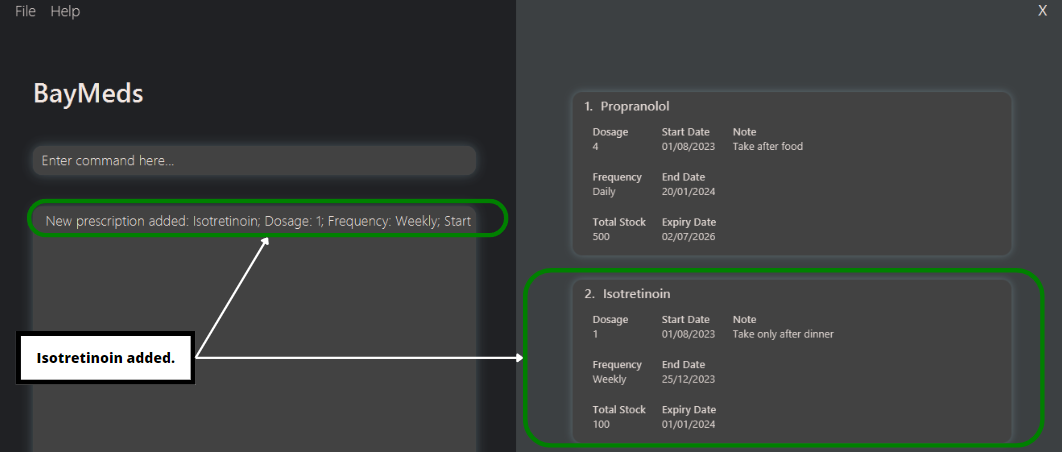 File Help
X
BayMeds
Enter command here...
New prescription added: Isotretinoin; Dosage: 1; Frequency: Weekly; Start
Isotretinoin added.
1. Propranolol
Dosage Start Date Note
4 01/08/2023 Take after food
Frequency End Date
Daily 20/01/2024
Total Stock Expiry Date
500 02/07/2026
2. Isotretinoin
Dosage Start Date Note
1 01/08/2023 Take only after dinner
Frequency End Date
Weekly 25/12/2023
Total Stock Expiry Date
100 01/01/2024